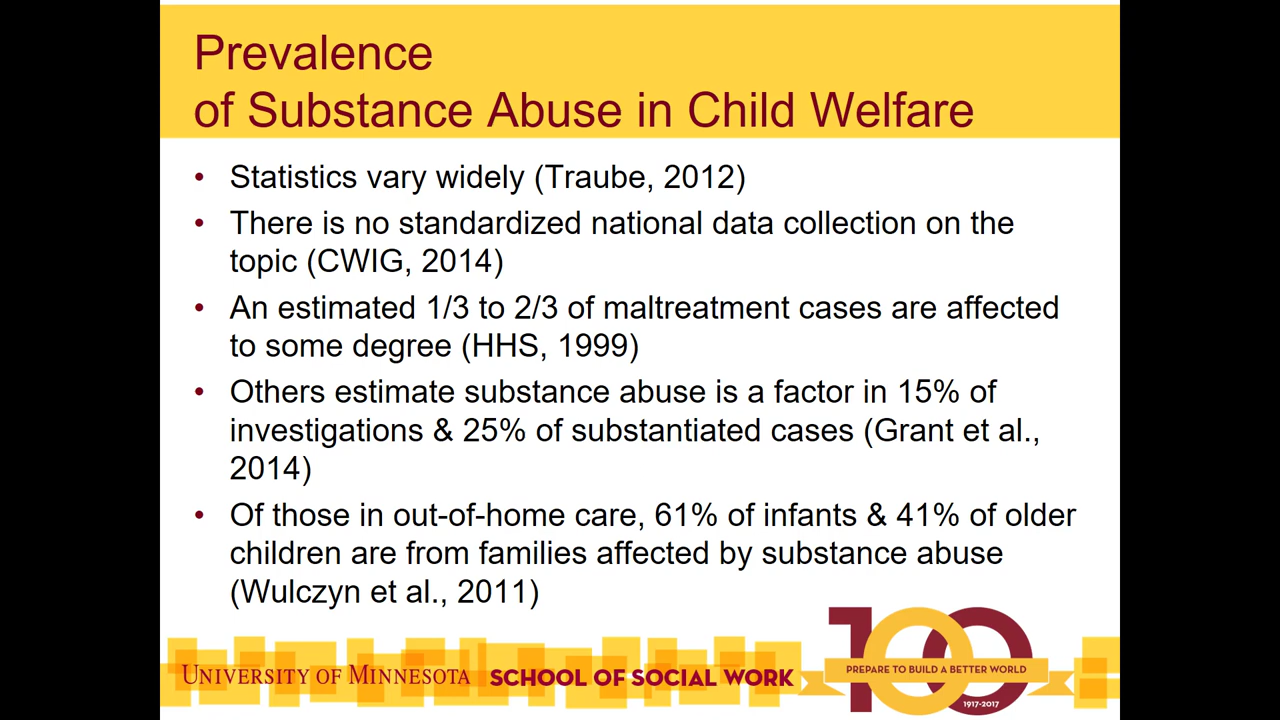 Prevalence
of Substance Abuse in Child Welfare
• Statistics vary widely (Traube, 2012)
• There is no standardized national data collection on the
topic (CWIG, 2014)
• An estimated 1/3 to 2/3 of maltreatment cases are affected
to some degree (HHS, 1999)
• Others estimate substance abuse is a factor in 15% of
investigations & 25% of substantiated cases (Grant et al.,
2014)
• Of those in out-of-home care, 61% of infants & 41% of older
children are from families affected by substance abuse
(Wulczyn et al., 2011)
UNIVERSITY OF MINNESOTA SCHOOL OF SOCIAL WORK
100
PREPARE TO BUILD A BETTER WORLD
1917-2017